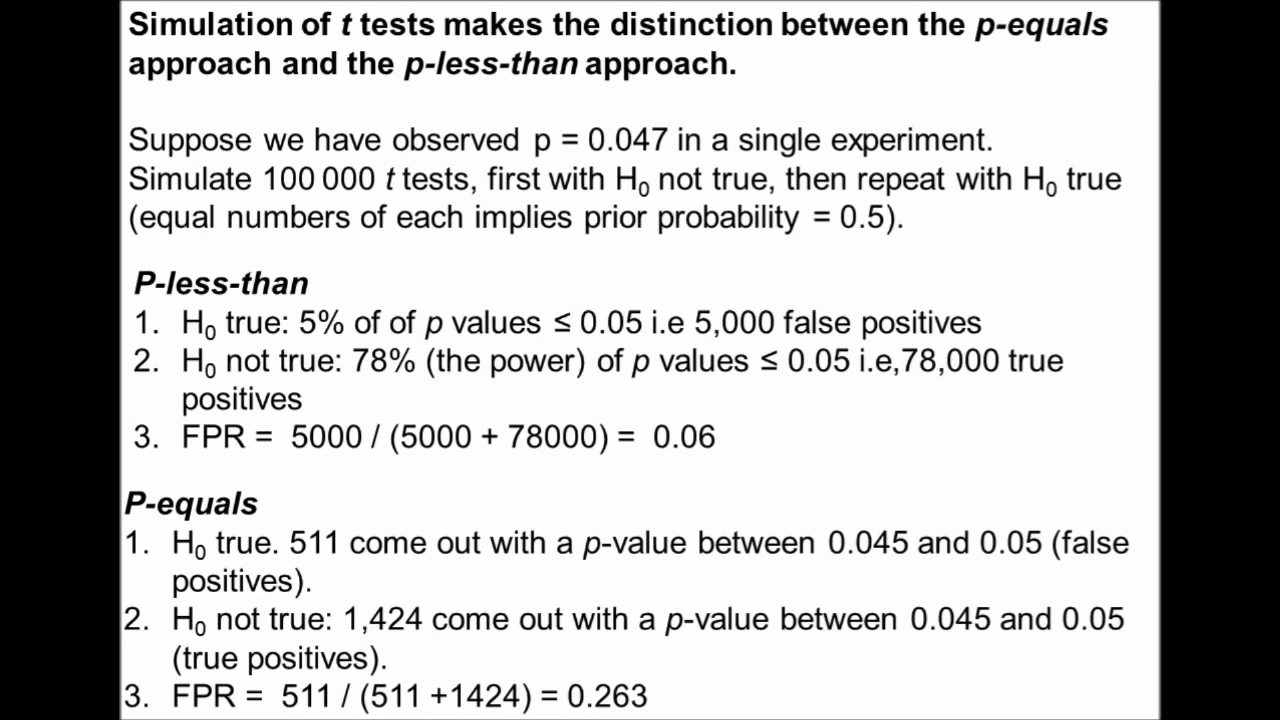 Simulation of t tests makes the distinction between the p-equals
approach and the p-less-than approach.
Suppose we have observed p = 0.047 in a single experiment.
Simulate 100 000 t tests, first with H₀ not true, then repeat with H₀ true
(equal numbers of each implies prior probability = 0.5).
P-less-than
1. H₀ true: 5% of of p values ≤ 0.05 i.e 5,000 false positives
2. H₀ not true: 78% (the power) of p values ≤ 0.05 i.e,78,000 true
positives
3. FPR = 5000 / (5000 + 78000) = 0.06
P-equals
1. H₀ true. 511 come out with a p-value between 0.045 and 0.05 (false
positives).
2. H₀ not true: 1,424 come out with a p-value between 0.045 and 0.05
(true positives).
3. FPR = 511 / (511 +1424) = 0.263